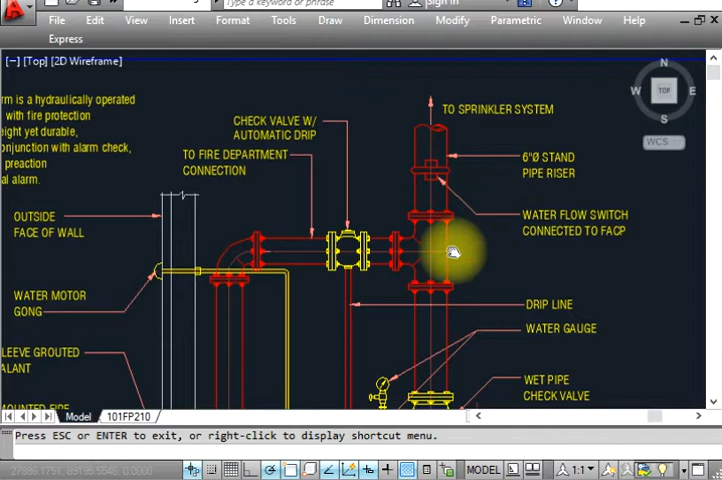 Type a keyword or phrase
Sign In
Edit View Insert Format Tools Draw Dimension Modify Parametric Window Help
Express
[−] [Top] [2D Wireframe]
rm is a hydraulically operated
with fire protection
eight yet durable,
onjunction with alarm check,
preaction
al alarm.
CHECK VALVE W/
AUTOMATIC DRIP
TO FIRE DEPARTMENT
CONNECTION
TO SPRINKLER SYSTEM
6"Ø STAND
PIPE RISER
WATER FLOW SWITCH
CONNECTED TO FACP
OUTSIDE
FACE OF WALL
WATER MOTOR
GONG
DRIP LINE
WATER GAUGE
LEEVE GROUTED
ALANT
WET PIPE
CHECK VALVE
MOUNTED FIRE
N
W TOP E
S
WCS
Model 101FP210
Press ESC or ENTER to exit, or right-click to display shortcut menu.
MODEL
1:1